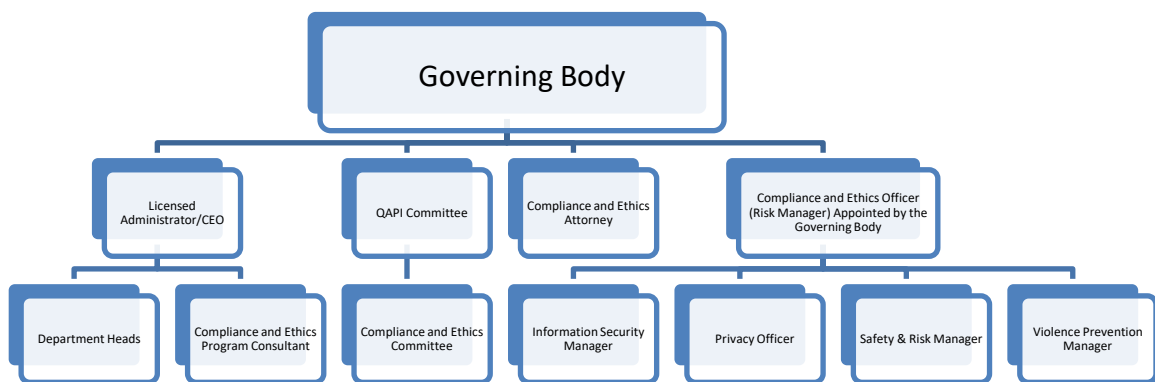 Governing Body
Licensed
Administrator/CEO
QAPI Committee
Compliance and Ethics
Attorney
Compliance and Ethics Officer
(Risk Manager) Appointed by the
Governing Body
Department Heads
Compliance and Ethics
Program Consultant
Compliance and Ethics
Committee
Information Security
Manager
Privacy Officer
Safety & Risk Manager
Violence Prevention
Manager